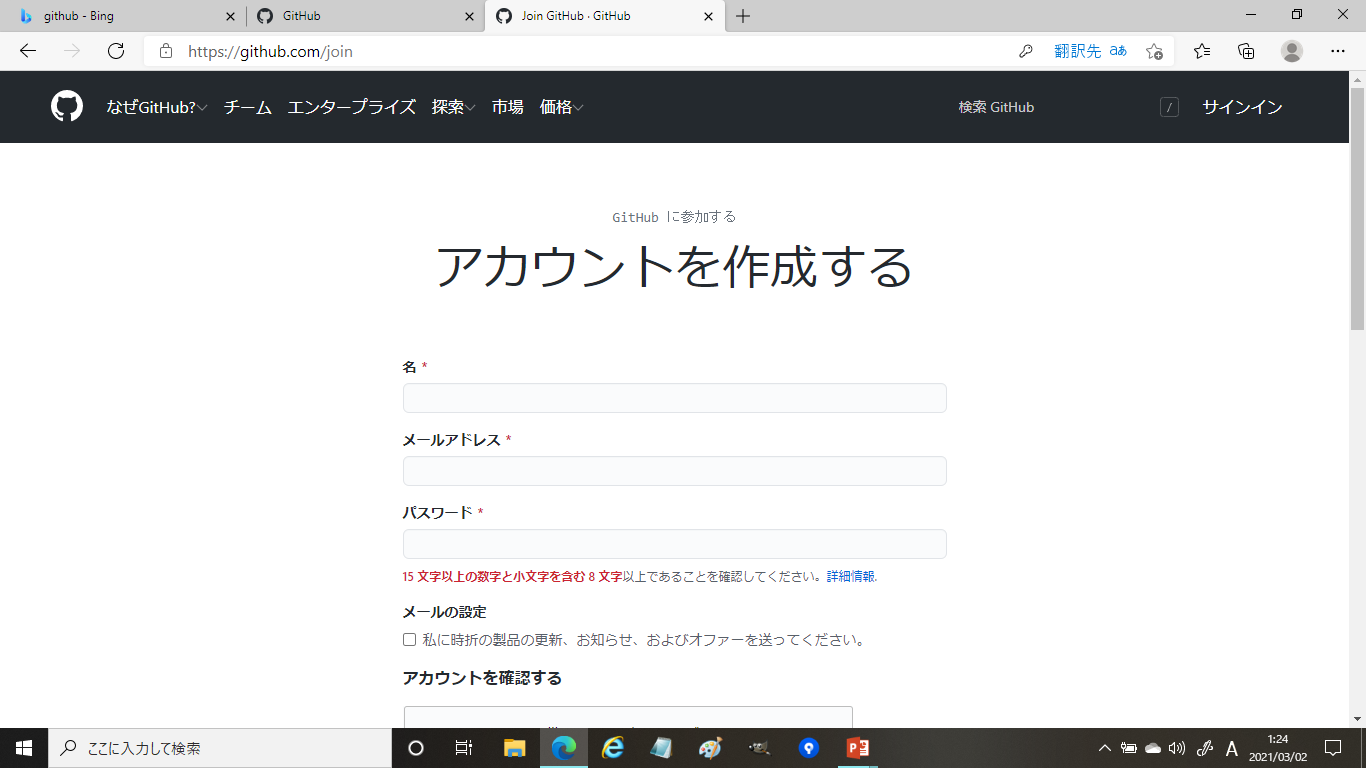 github - Bing
GitHub
Join GitHub · GitHub
https://github.com/join
翻訳先 aあ
なぜGitHub? チーム エンタープライズ 探索 市場 価格
検索 GitHub
/
サインイン
GitHub に参加する
アカウントを作成する
名 *
メールアドレス *
パスワード *
15 文字以上の数字と小文字を含む 8 文字以上であることを確認してください。詳細情報.
メールの設定
私に時折の製品の更新、お知らせ、およびオファーを送ってください。
アカウントを確認する
ここに入力して検索
A
1:24
2021/03/02